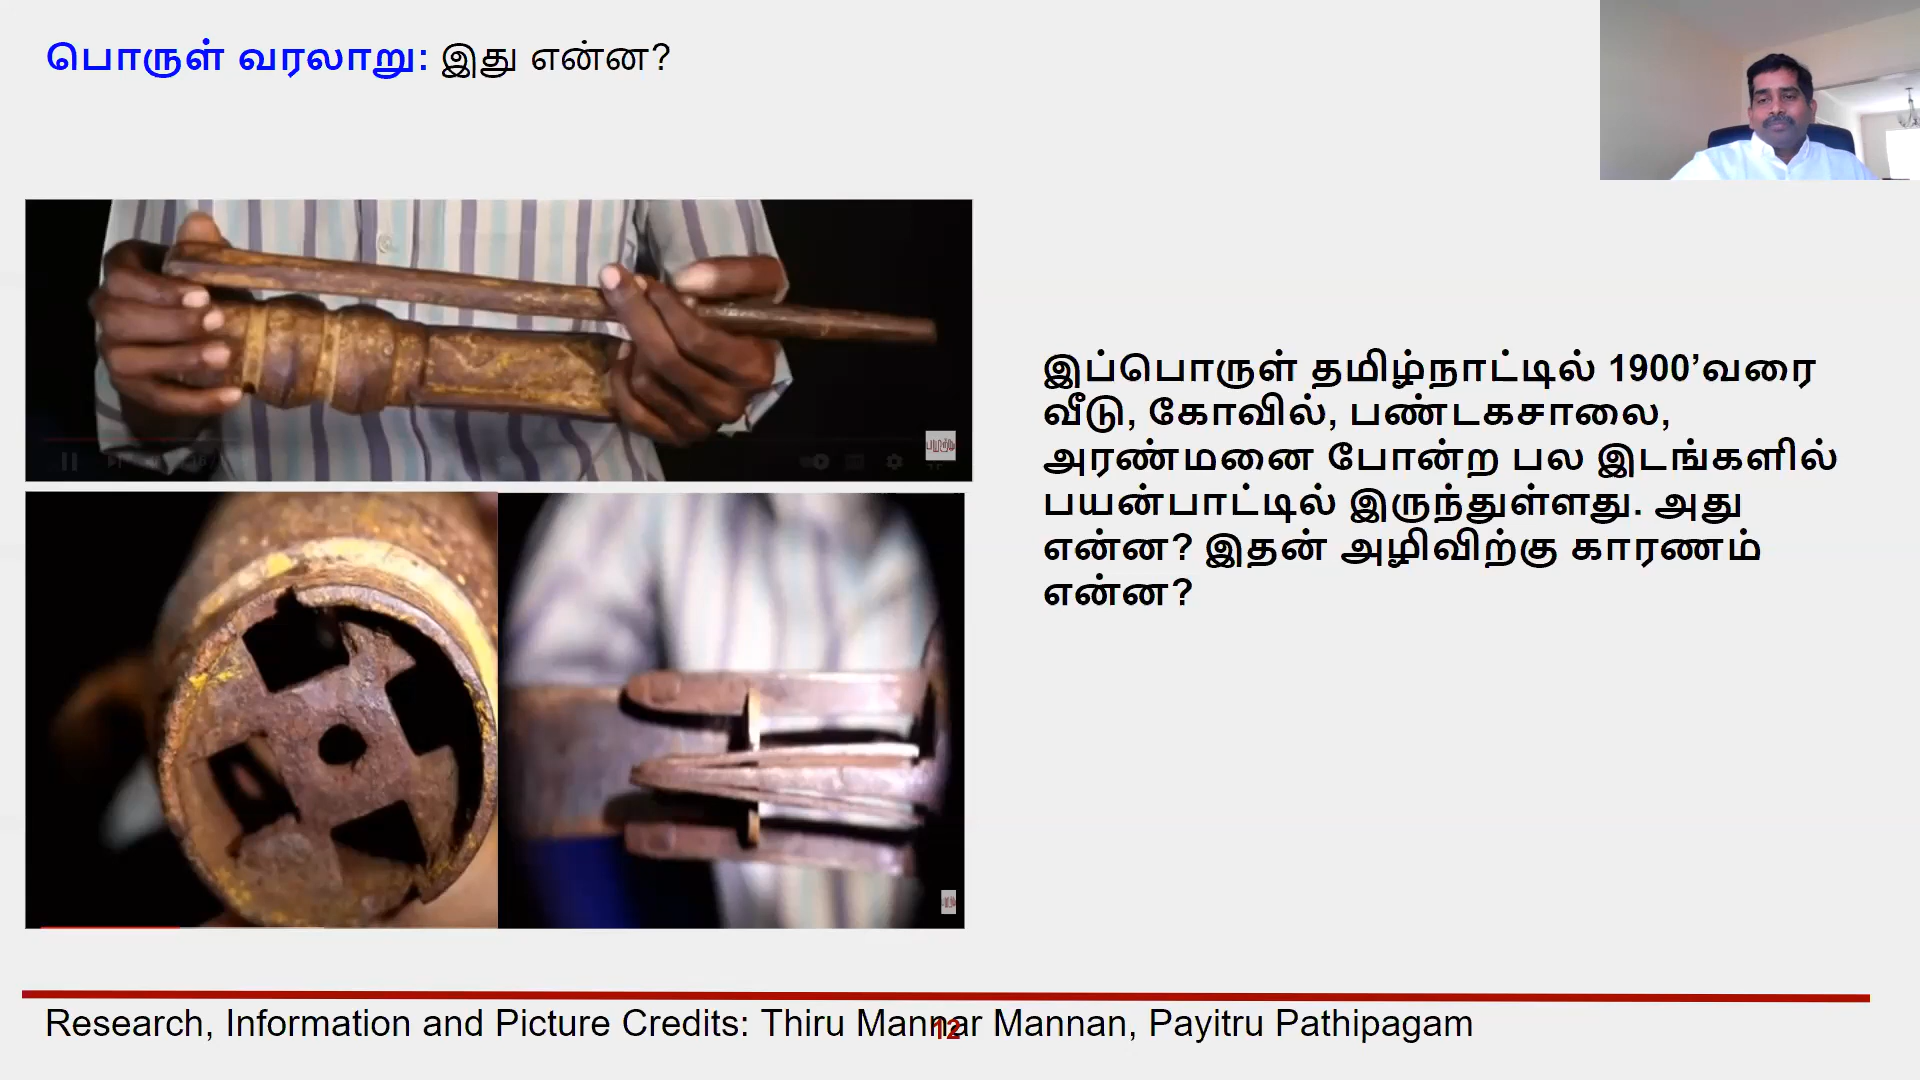 பொருள் வரலாறு: இது என்ன?
இப்பொருள் தமிழ்நாட்டில் 1900’வரை
வீடு, கோவில், பண்டகசாலை,
அரண்மனை போன்ற பல இடங்களில்
பயன்பாட்டில் இருந்துள்ளது. அது
என்ன? இதன் அழிவிற்கு காரணம்
என்ன?
Research, Information and Picture Credits: Thiru Mannar Mannan, Payitru Pathipagam
12